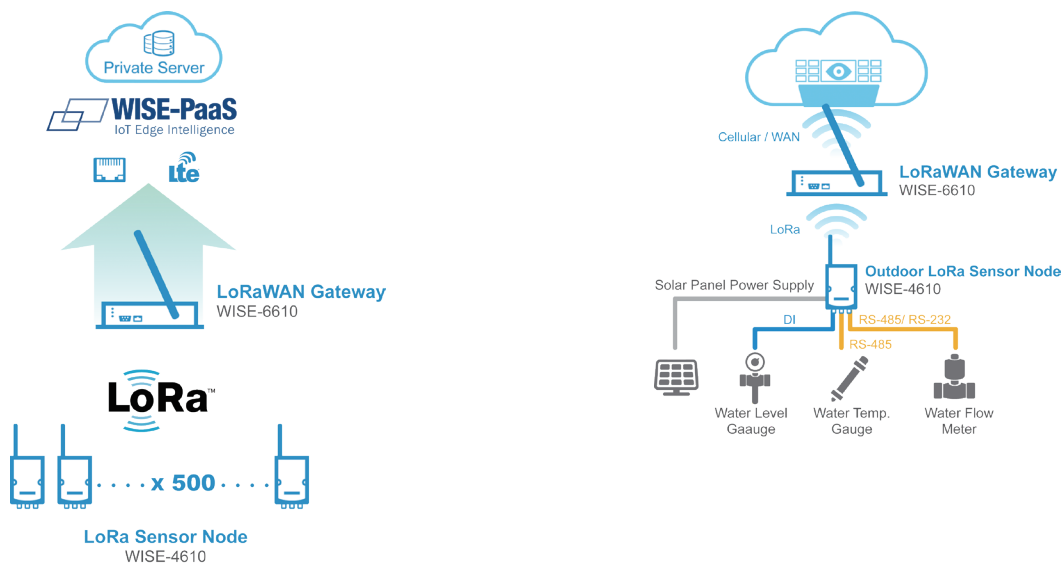 Private Server
WISE-PaaS
IoT Edge Intelligence
Lte
LoRaWAN Gateway
WISE-6610
LoRa™
x 500
LoRa Sensor Node
WISE-4610
Cellular / WAN
LoRaWAN Gateway
WISE-6610
LoRa
Outdoor LoRa Sensor Node
WISE-4610
Solar Panel Power Supply
DI
RS-485/ RS-232
RS-485
Water Level
Gaauge
Water Temp.
Gauge
Water Flow
Meter